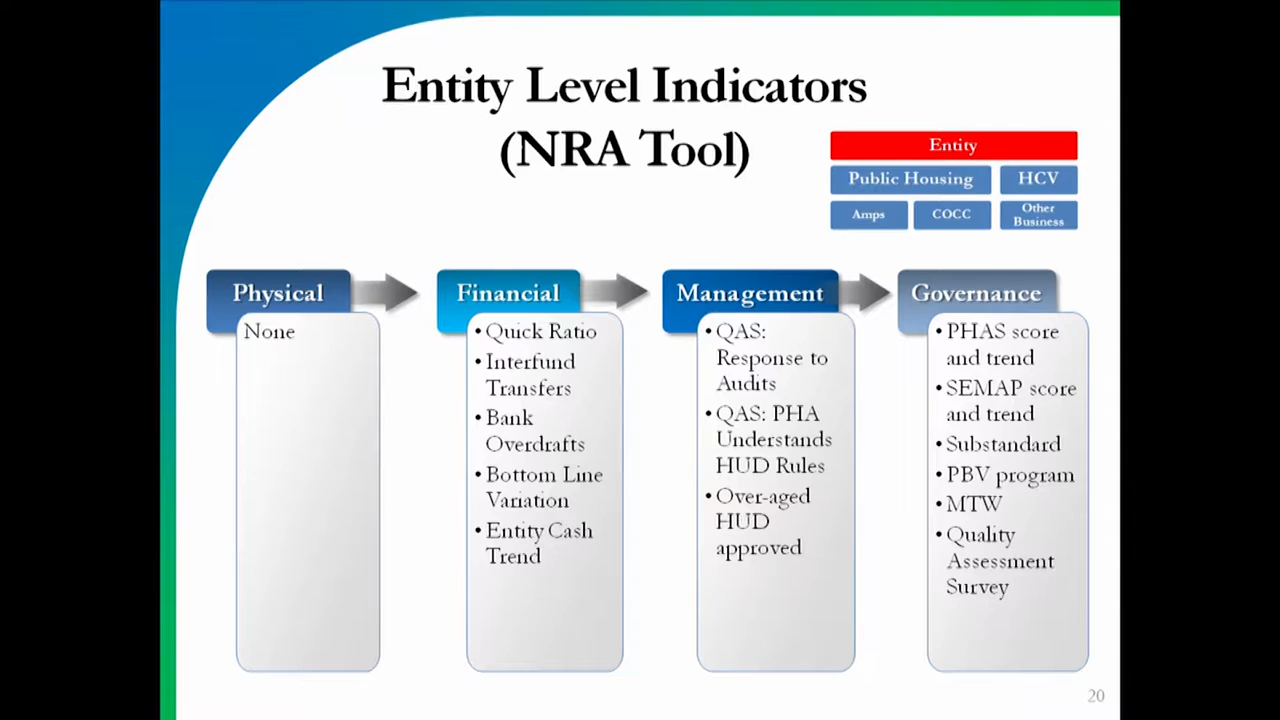 Entity Level Indicators
(NRA Tool)
Entity
Public Housing
HCV
Amps
COCC
Other
Business
Physical
None
Financial
• Quick Ratio
• Interfund
Transfers
• Bank
Overdrafts
• Bottom Line
Variation
• Entity Cash
Trend
Management
• QAS:
Response to
Audits
• QAS: PHA
Understands
HUD Rules
• Over-aged
HUD
approved
Governance
• PHAS score
and trend
• SEMAP score
and trend
• Substandard
• PBV program
• MTW
• Quality
Assessment
Survey
20